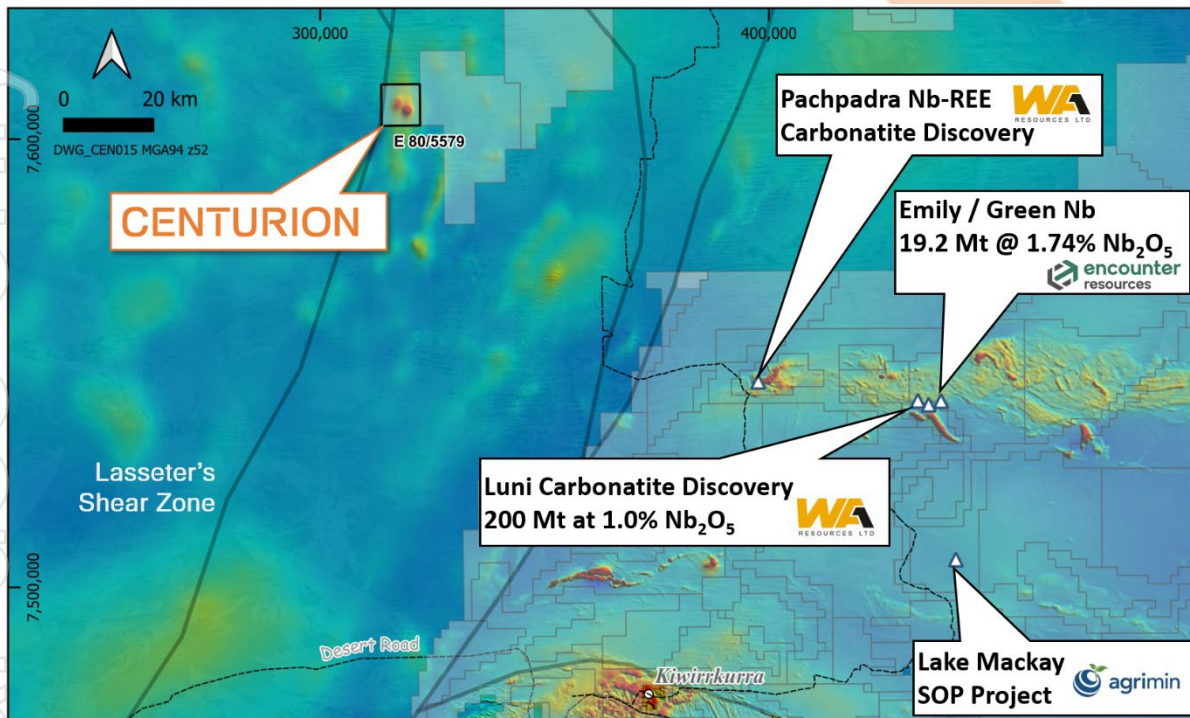 300,000
400,000
0 20 km
DWG_CEN015 MGA94 z52
7,600,000
E 80/5579
CENTURION
Pachpadra Nb-REE
Carbonatite Discovery
WA
RESOURCES LTD
Emily / Green Nb
19.2 Mt @ 1.74% Nb₂O₅
encounter
resources
Lasseter's
Shear Zone
Luni Carbonatite Discovery
200 Mt at 1.0% Nb₂O₅
WA
RESOURCES LTD
7,500,000
Desert Road
Kiwirrkurra
Lake Mackay
SOP Project
agrimin